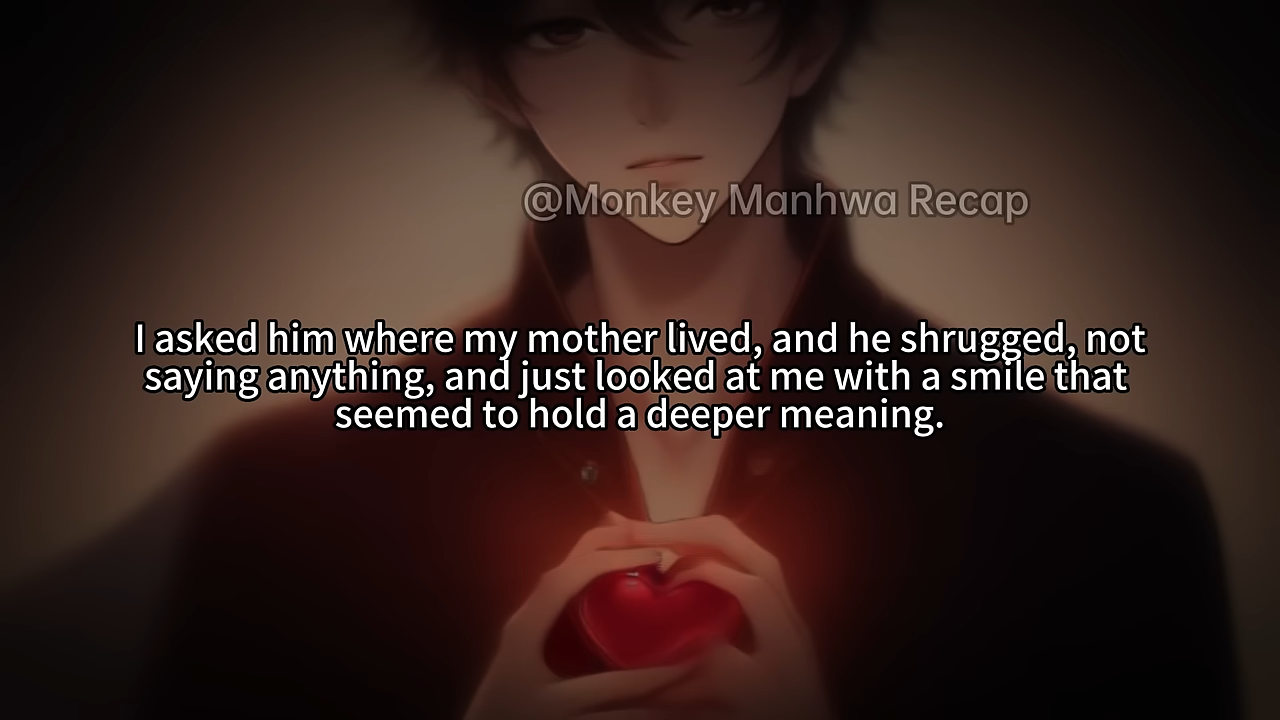 @Monkey Manhwa Recap
I asked him where my mother lived, and he shrugged, not
saying anything, and just looked at me with a smile that
seemed to hold a deeper meaning.